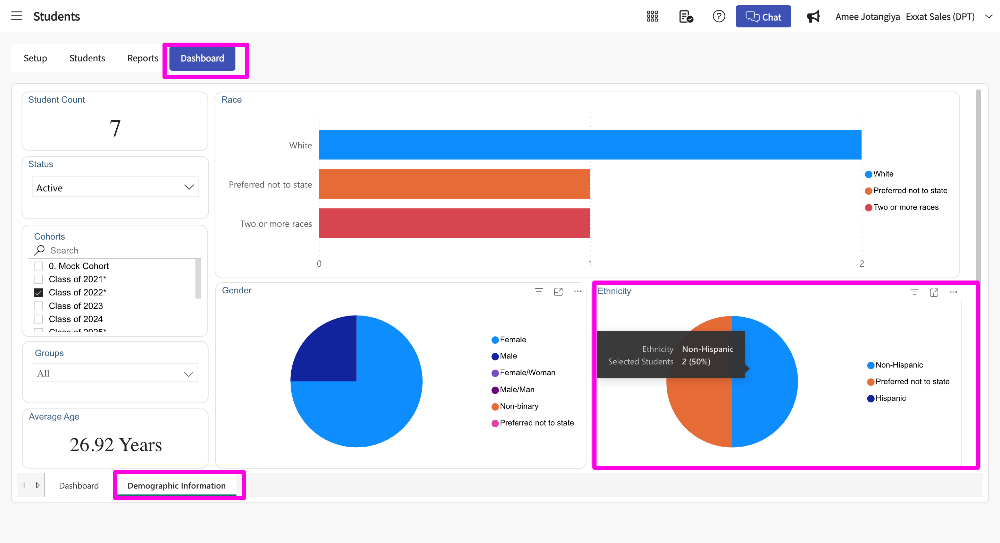 Students
Chat
Amee Jotangiya Exxat Sales (DPT)
Setup
Students
Reports
Dashboard
Student Count
7
Status
Active
Cohorts
Search
0. Mock Cohort
Class of 2021*
Class of 2022*
Class of 2023
Class of 2024
Class of 2025*
Groups
All
Average Age
26.92 Years
Race
White
Preferred not to state
Two or more races
0
1
2
White
Preferred not to state
Two or more races
Gender
Female
Male
Female/Woman
Male/Man
Non-binary
Preferred not to state
Ethnicity
Ethnicity Non-Hispanic
Selected Students 2 (50%)
Non-Hispanic
Preferred not to state
Hispanic
Dashboard
Demographic Information